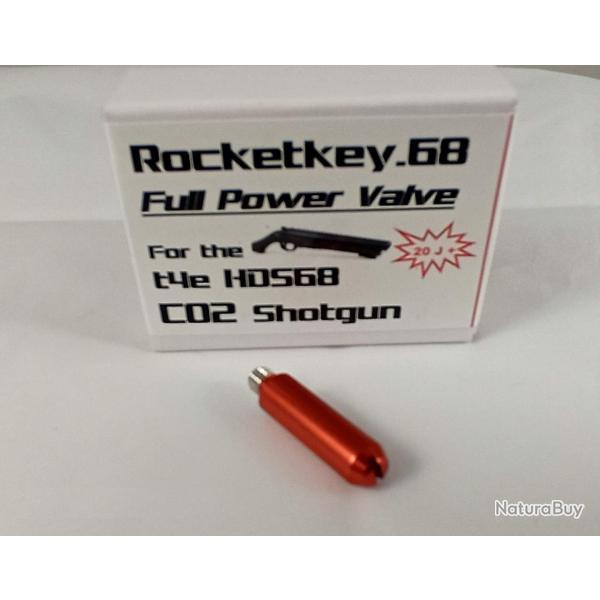 Rocketkey.68
Full Power Valve
For the
20 J +
t4e HDS68
CO2 Shotgun
NaturaBuy